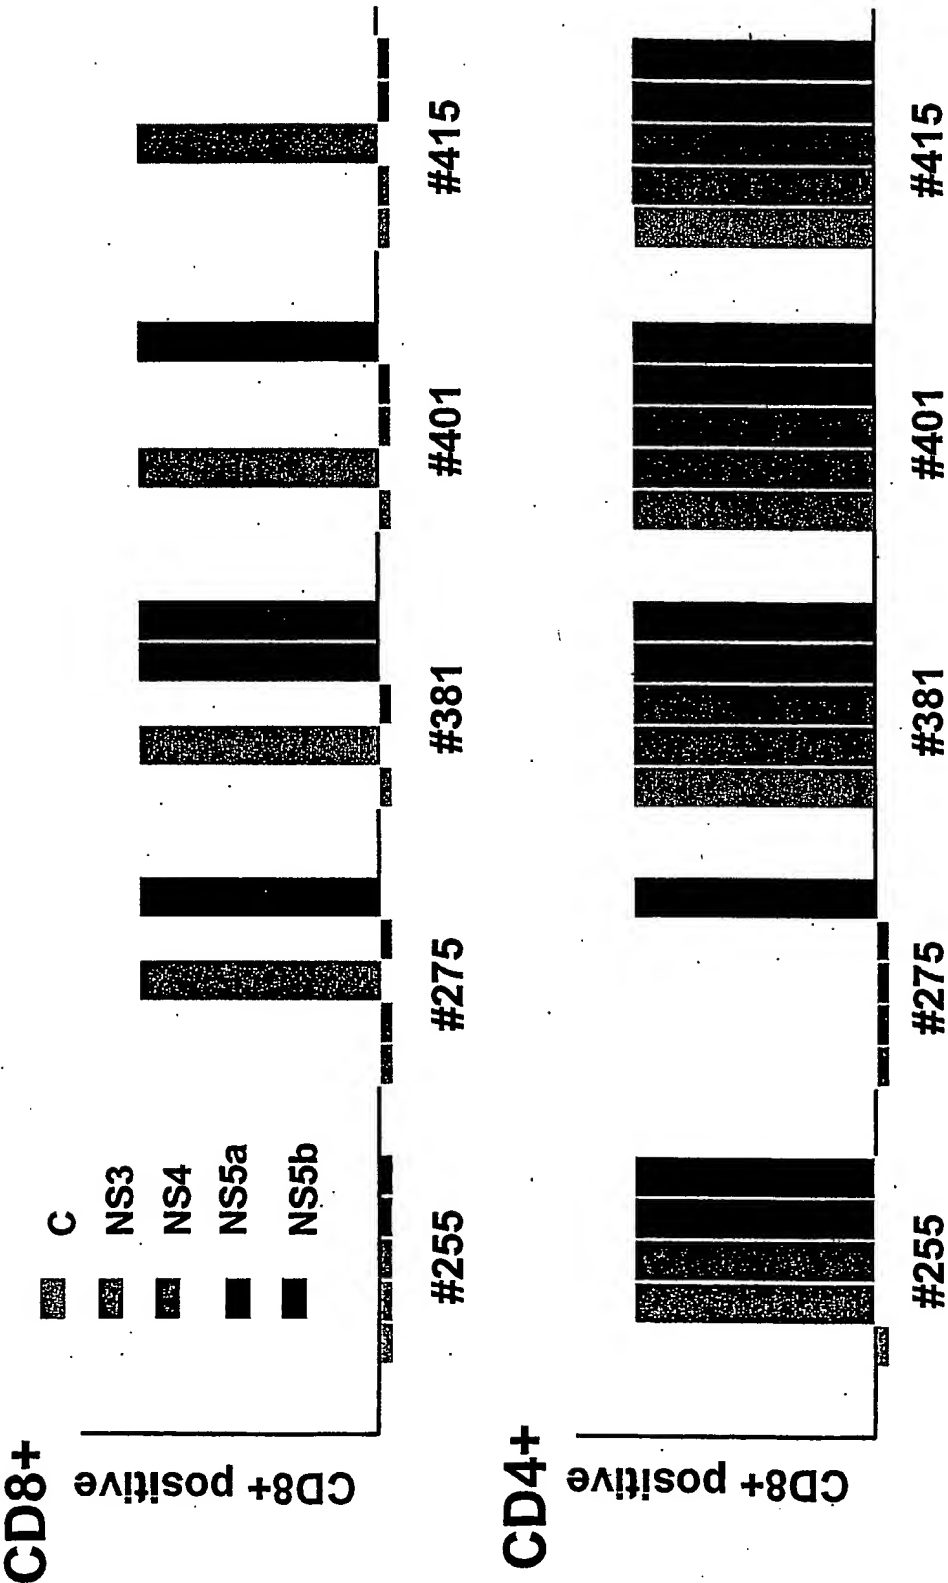 CD8+
CD8+ positive
C
NS3
NS4
NS5a
NS5b
#255
#275
#381
#401
#415
CD4+
CD8+ positive
#255
#275
#381
#401
#415